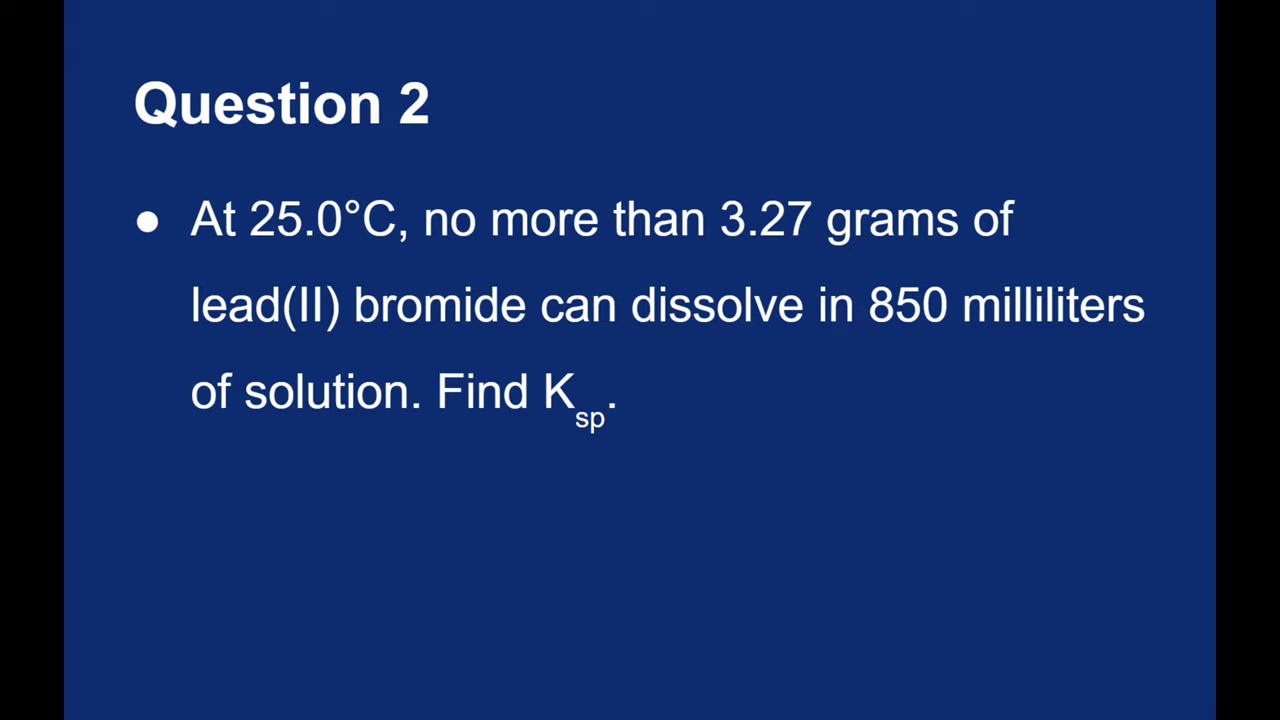 Question 2
● At 25.0°C, no more than 3.27 grams of
lead(II) bromide can dissolve in 850 milliliters
of solution. Find Ksp.